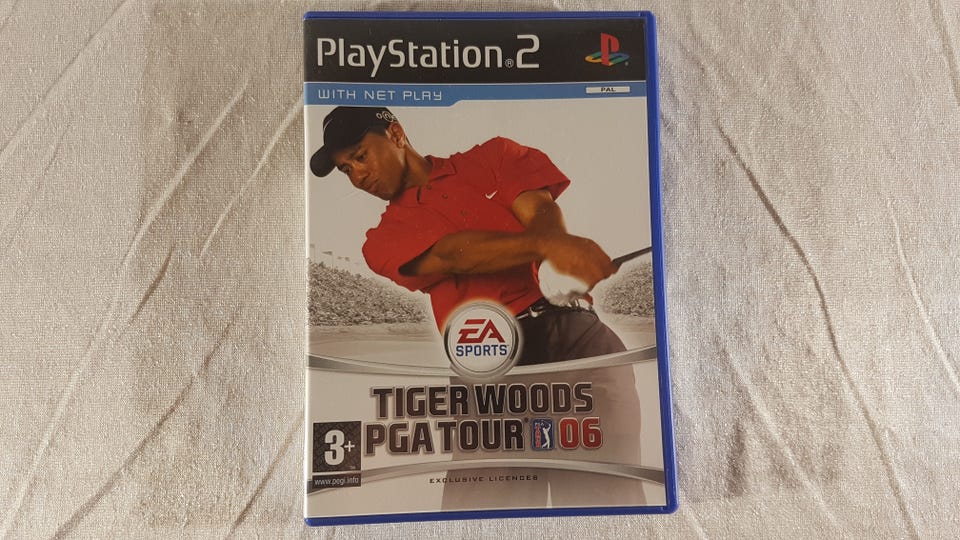 PlayStation®2
WITH NET PLAY
PAL
EA
SPORTS
TIGER WOODS
PGA TOUR 06
3+
www.pegi.info
EXCLUSIVE LICENCES